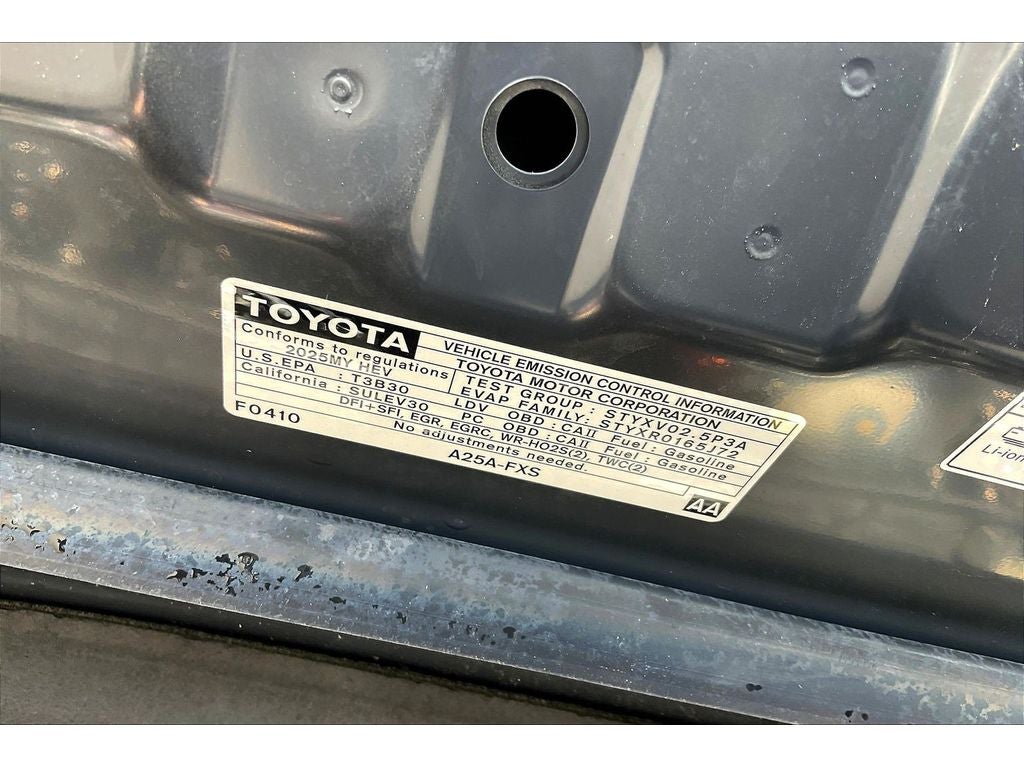 TOYOTA
VEHICLE EMISSION CONTROL INFORMATION
Conforms to regulations
TOYOTA MOTOR CORPORATION
2025MY HEV
TEST GROUP: STYXV02.5P3A
U.S.EPA : T3B30
EVAP FAMILY: STYXR0165J72
California : SULEV30
LDV OBD: CAII Fuel: Gasoline
PC OBD: CAII Fuel: Gasoline
DFI+SFI, EGR, EGRC, WR-HO2S(2), TWC(2)
No adjustments needed.
F0410
A25A-FXS
AA
Li-ion